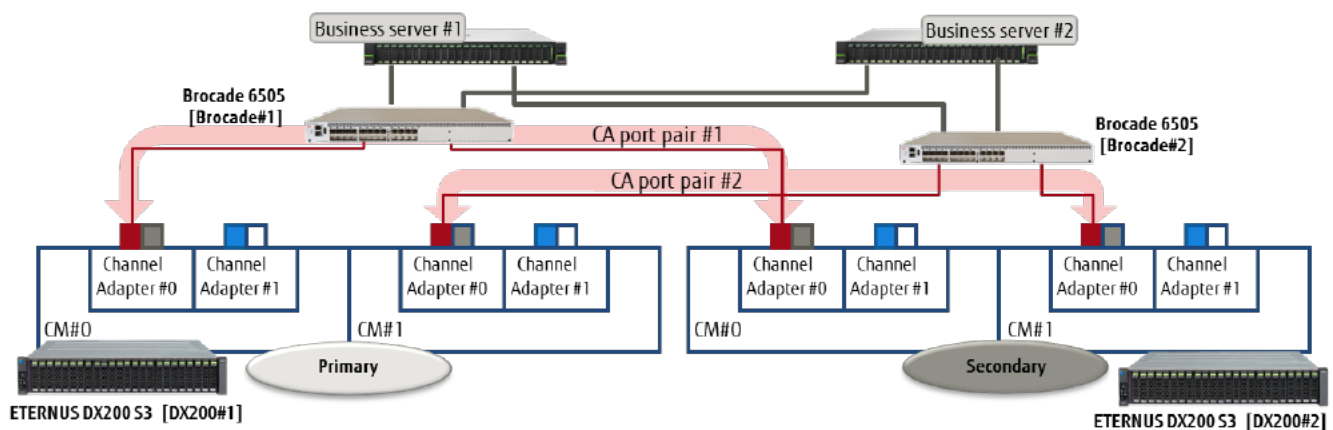 Business server #1
Business server #2
Brocade 6505
[Brocade#1]
CA port pair #1
Brocade 6505
[Brocade#2]
CA port pair #2
Channel
Adapter #0
Channel
Adapter #1
Channel
Adapter #0
Channel
Adapter #1
Channel
Adapter #0
Channel
Adapter #1
Channel
Adapter #0
Channel
Adapter #1
CM#0
CM#1
CM#0
CM#1
Primary
Secondary
ETERNUS DX200 S3 [DX200#1]
ETERNUS DX200 S3 [DX200#2]